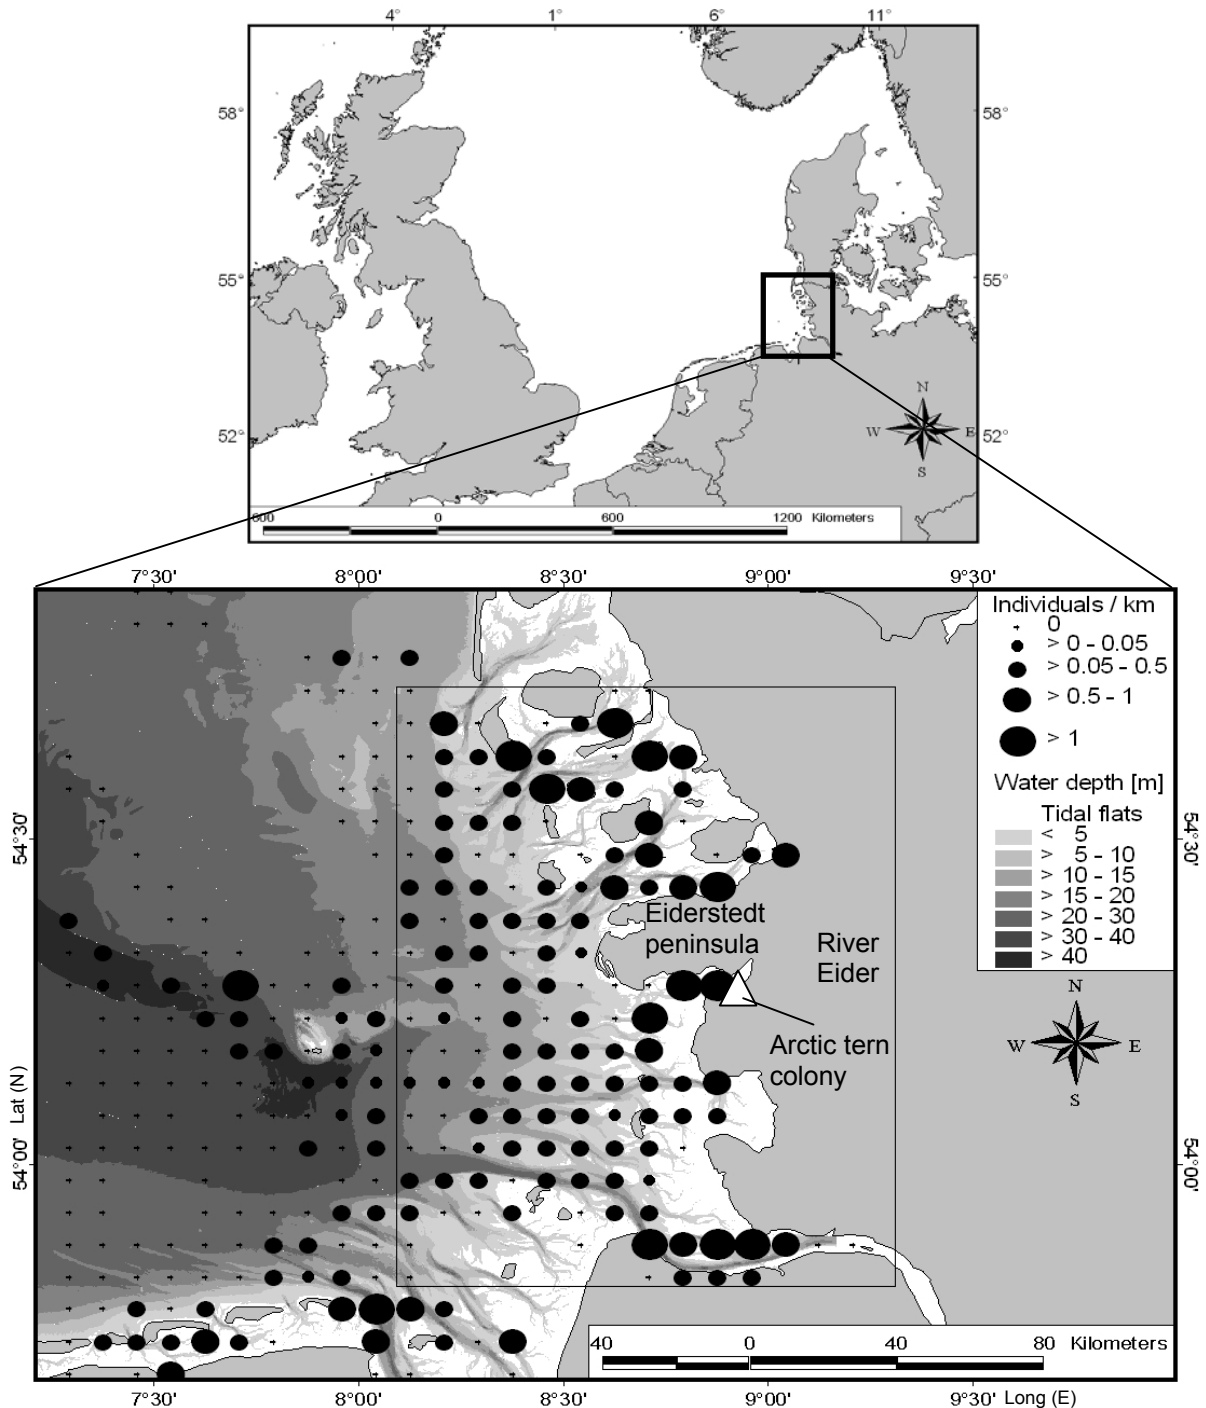 4° 1° 6° 11°
58° 58°
55° 55°
52° 52°
N
W E
S
600 0 600 1200 Kilometers
7°30' 8°00' 8°30' 9°00' 9°30'
Individuals / km
0
> 0 - 0.05
> 0.05 - 0.5
> 0.5 - 1
> 1
Water depth [m]
Tidal flats
< 5
> 5 - 10
> 10 - 15
> 15 - 20
> 20 - 30
> 30 - 40
> 40
54°30' 54°30'
Eiderstedt
peninsula
River
Eider
Arctic tern
colony
N
W E
S
Lat (N)
54°00' 54°00'
40 0 40 80 Kilometers
7°30' 8°00' 8°30' 9°00' 9°30' Long (E)